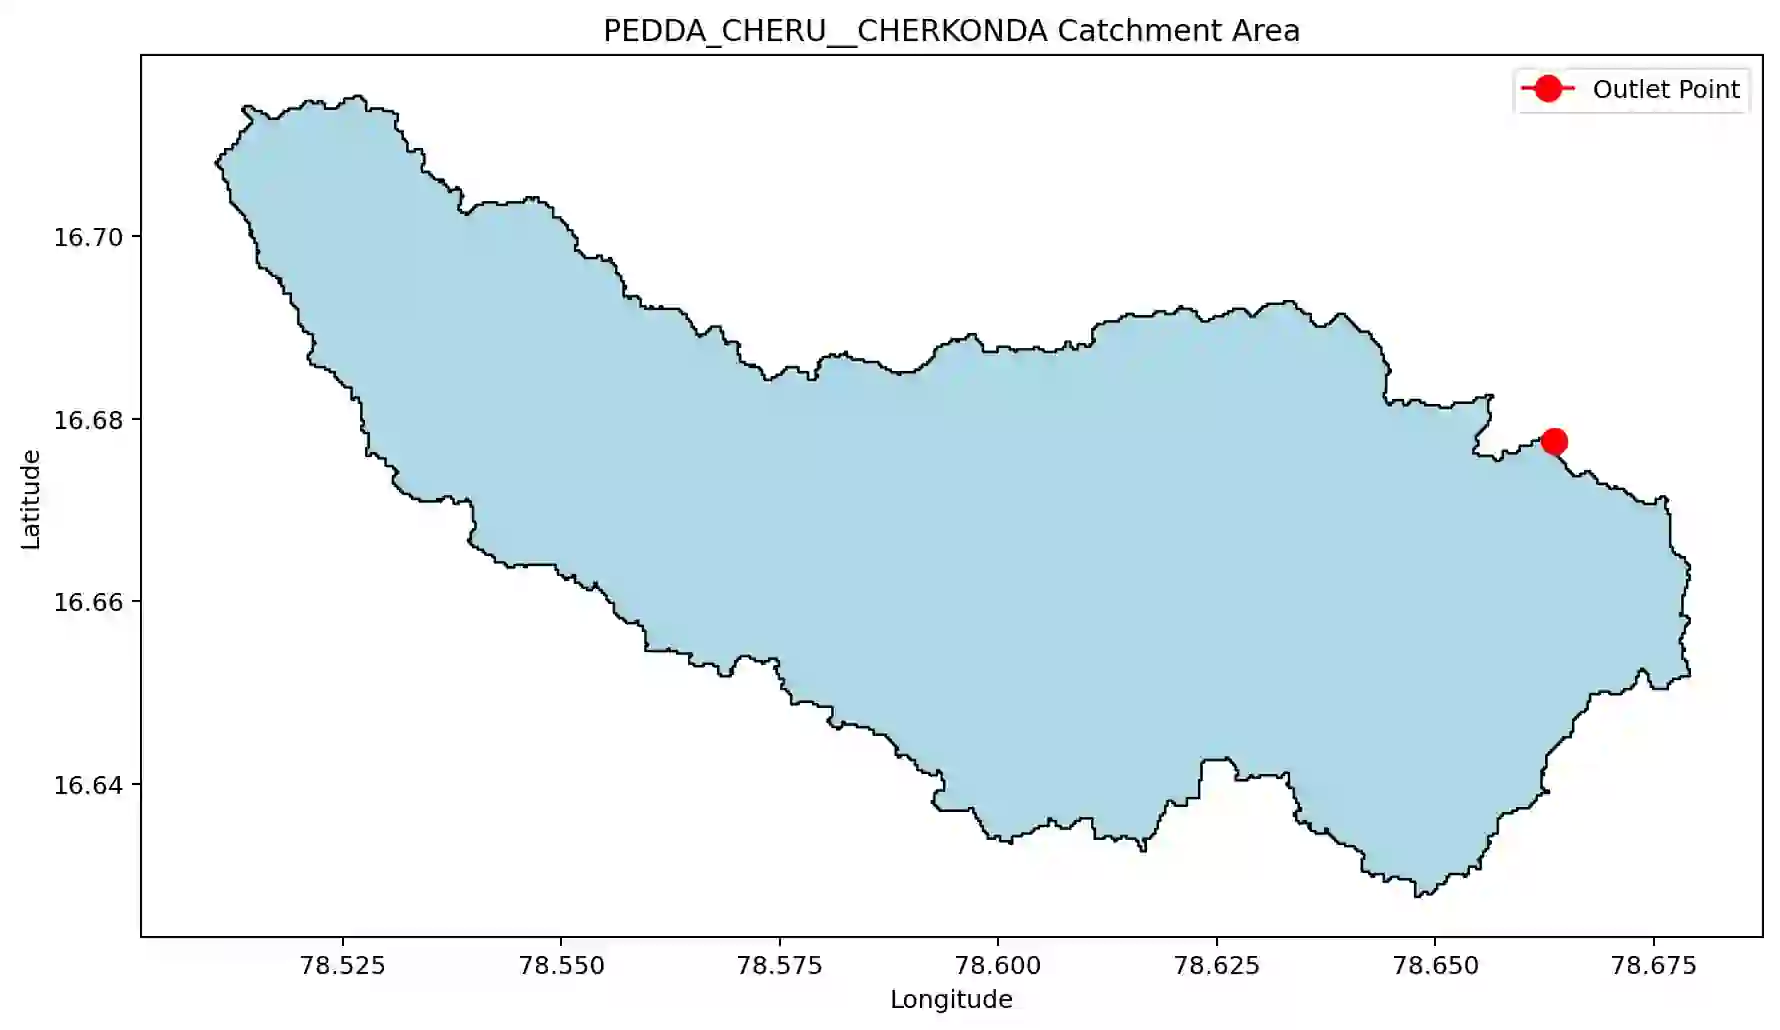 PEDDA_CHERU__CHERKONDA Catchment Area
Outlet Point
16.70
16.68
16.66
16.64
Latitude
78.525 78.550 78.575 78.600 78.625 78.650 78.675
Longitude